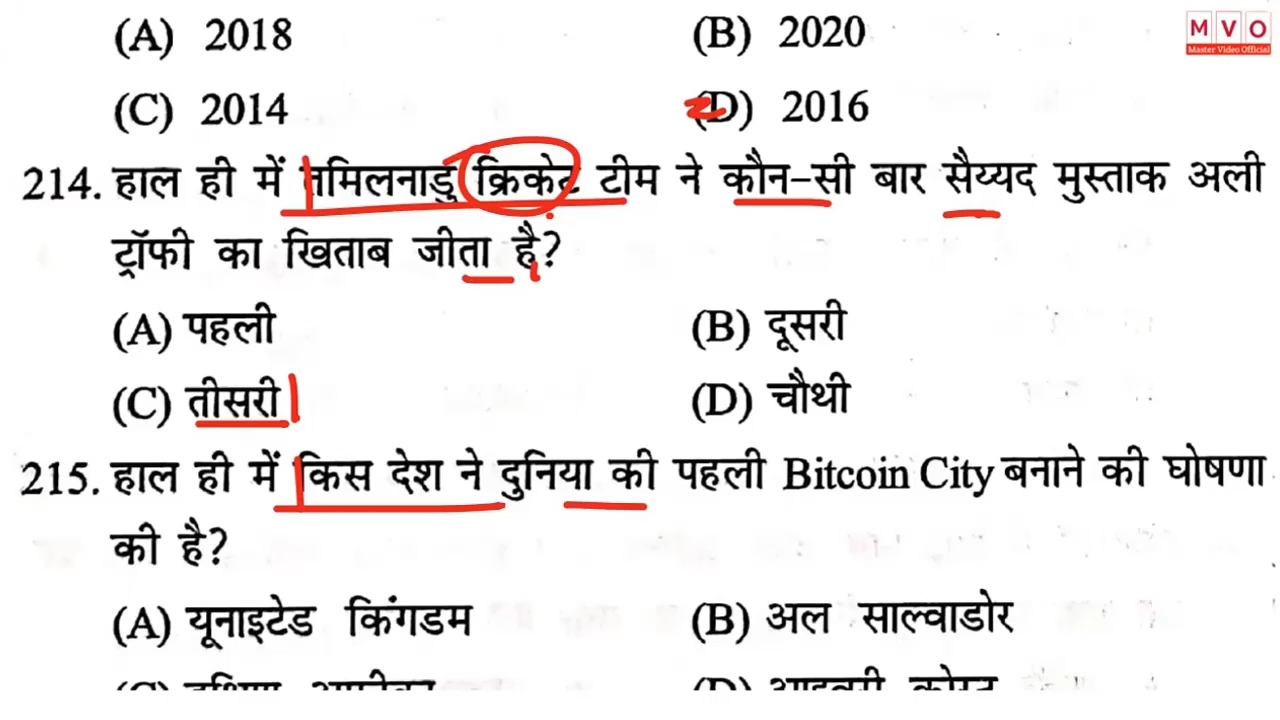 (A) 2018 (B) 2020
M V O
Master Video Official
(C) 2014 (D) 2016
214. हाल ही में तमिलनाडु क्रिकेट टीम ने कौन-सी बार सैय्यद मुस्ताक अली
ट्रॉफी का खिताब जीता है?
(A) पहली (B) दूसरी
(C) तीसरी (D) चौथी
215. हाल ही में किस देश ने दुनिया की पहली Bitcoin City बनाने की घोषणा
की है?
(A) यूनाइटेड किंगडम (B) अल साल्वाडोर